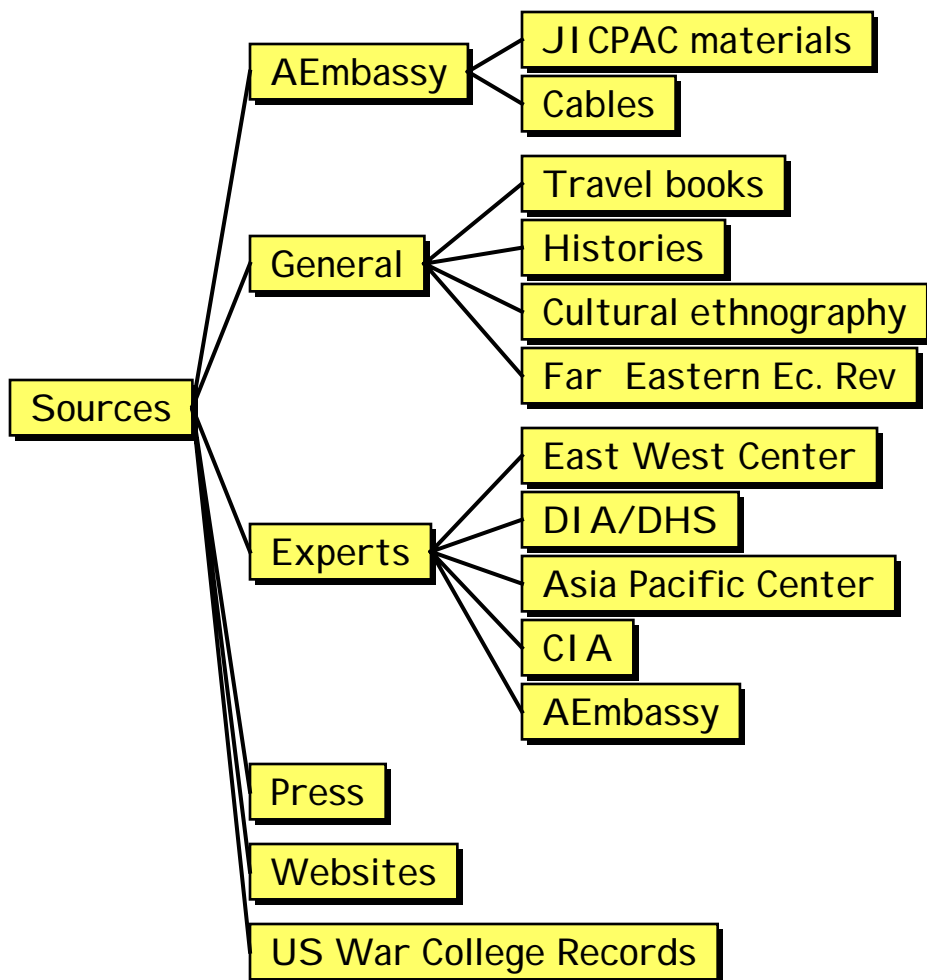 Sources
AEmbassy
JICPAC materials
Cables
General
Travel books
Histories
Cultural ethnography
Far Eastern Ec. Rev
Experts
East West Center
DIA/DHS
Asia Pacific Center
CIA
AEmbassy
Press
Websites
US War College Records